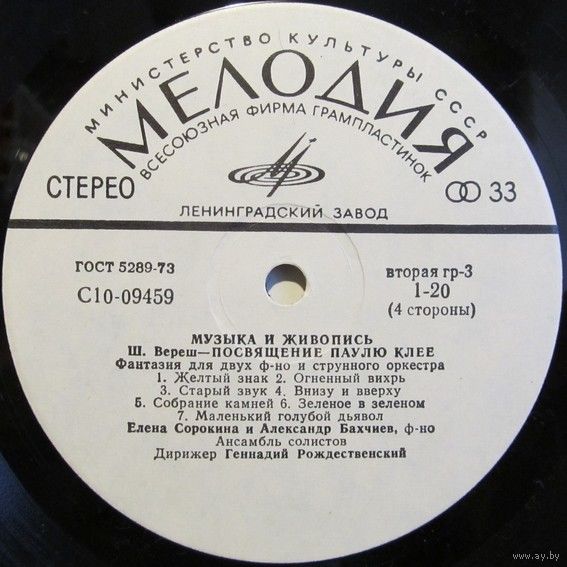 МИНИСТЕРСТВО КУЛЬТУРЫ СССР
МЕЛОДИЯ
ВСЕСОЮЗНАЯ ФИРМА ГРАМПЛАСТИНОК
СТЕРЕО
33
ЛЕНИНГРАДСКИЙ ЗАВОД
ГОСТ 5289-73
С10-09459
вторая гр-3
1-20
(4 стороны)
МУЗЫКА И ЖИВОПИСЬ
Ш. Вереш—ПОСВЯЩЕНИЕ ПАУЛЮ КЛЕЕ
Фантазия для двух ф-но и струнного оркестра
1. Желтый знак 2. Огненный вихрь
3. Старый звук 4. Внизу и вверху
5. Собрание камней 6. Зеленое в зеленом
7. Маленький голубой дьявол
Елена Сорокина и Александр Бахчиев, ф-но
Ансамбль солистов
Дирижер Геннадий Рождественский
www.ay.by